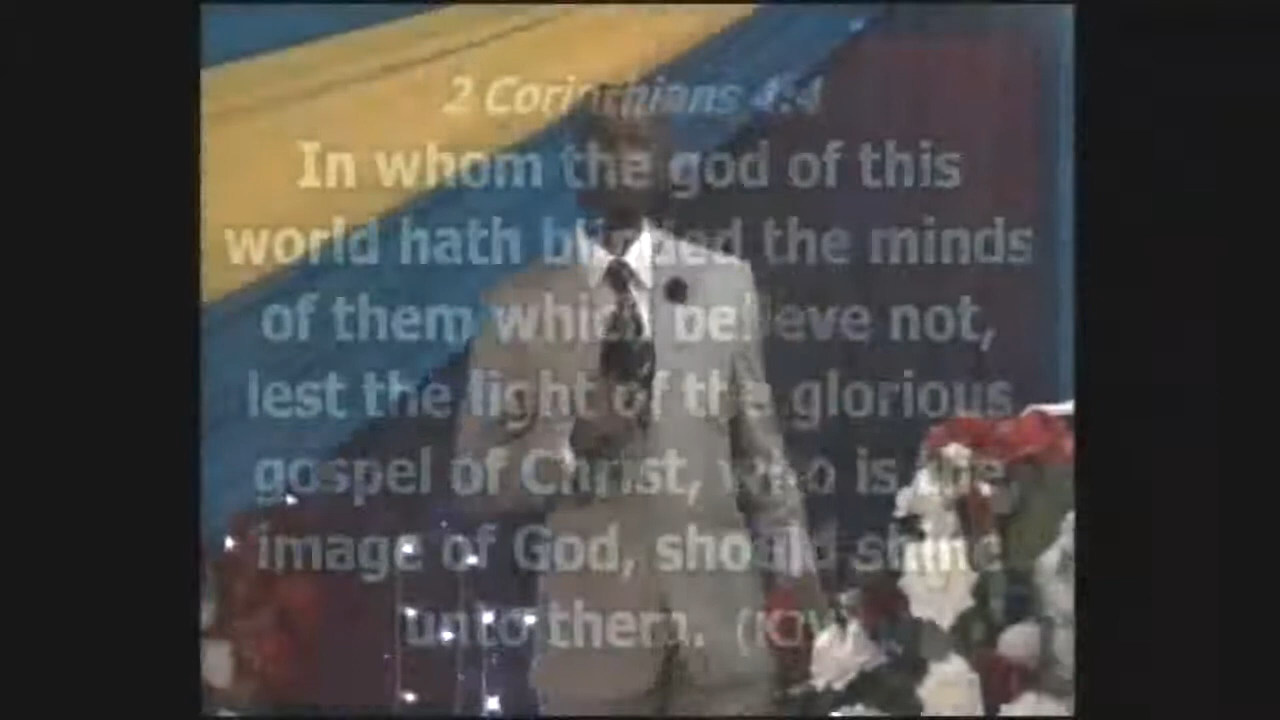 2 Corinthians 4:4
In whom the god of this
world hath blinded the minds
of them which believe not,
lest the light of the glorious
gospel of Christ, who is the
image of God, should shine
unto them. (KJV)